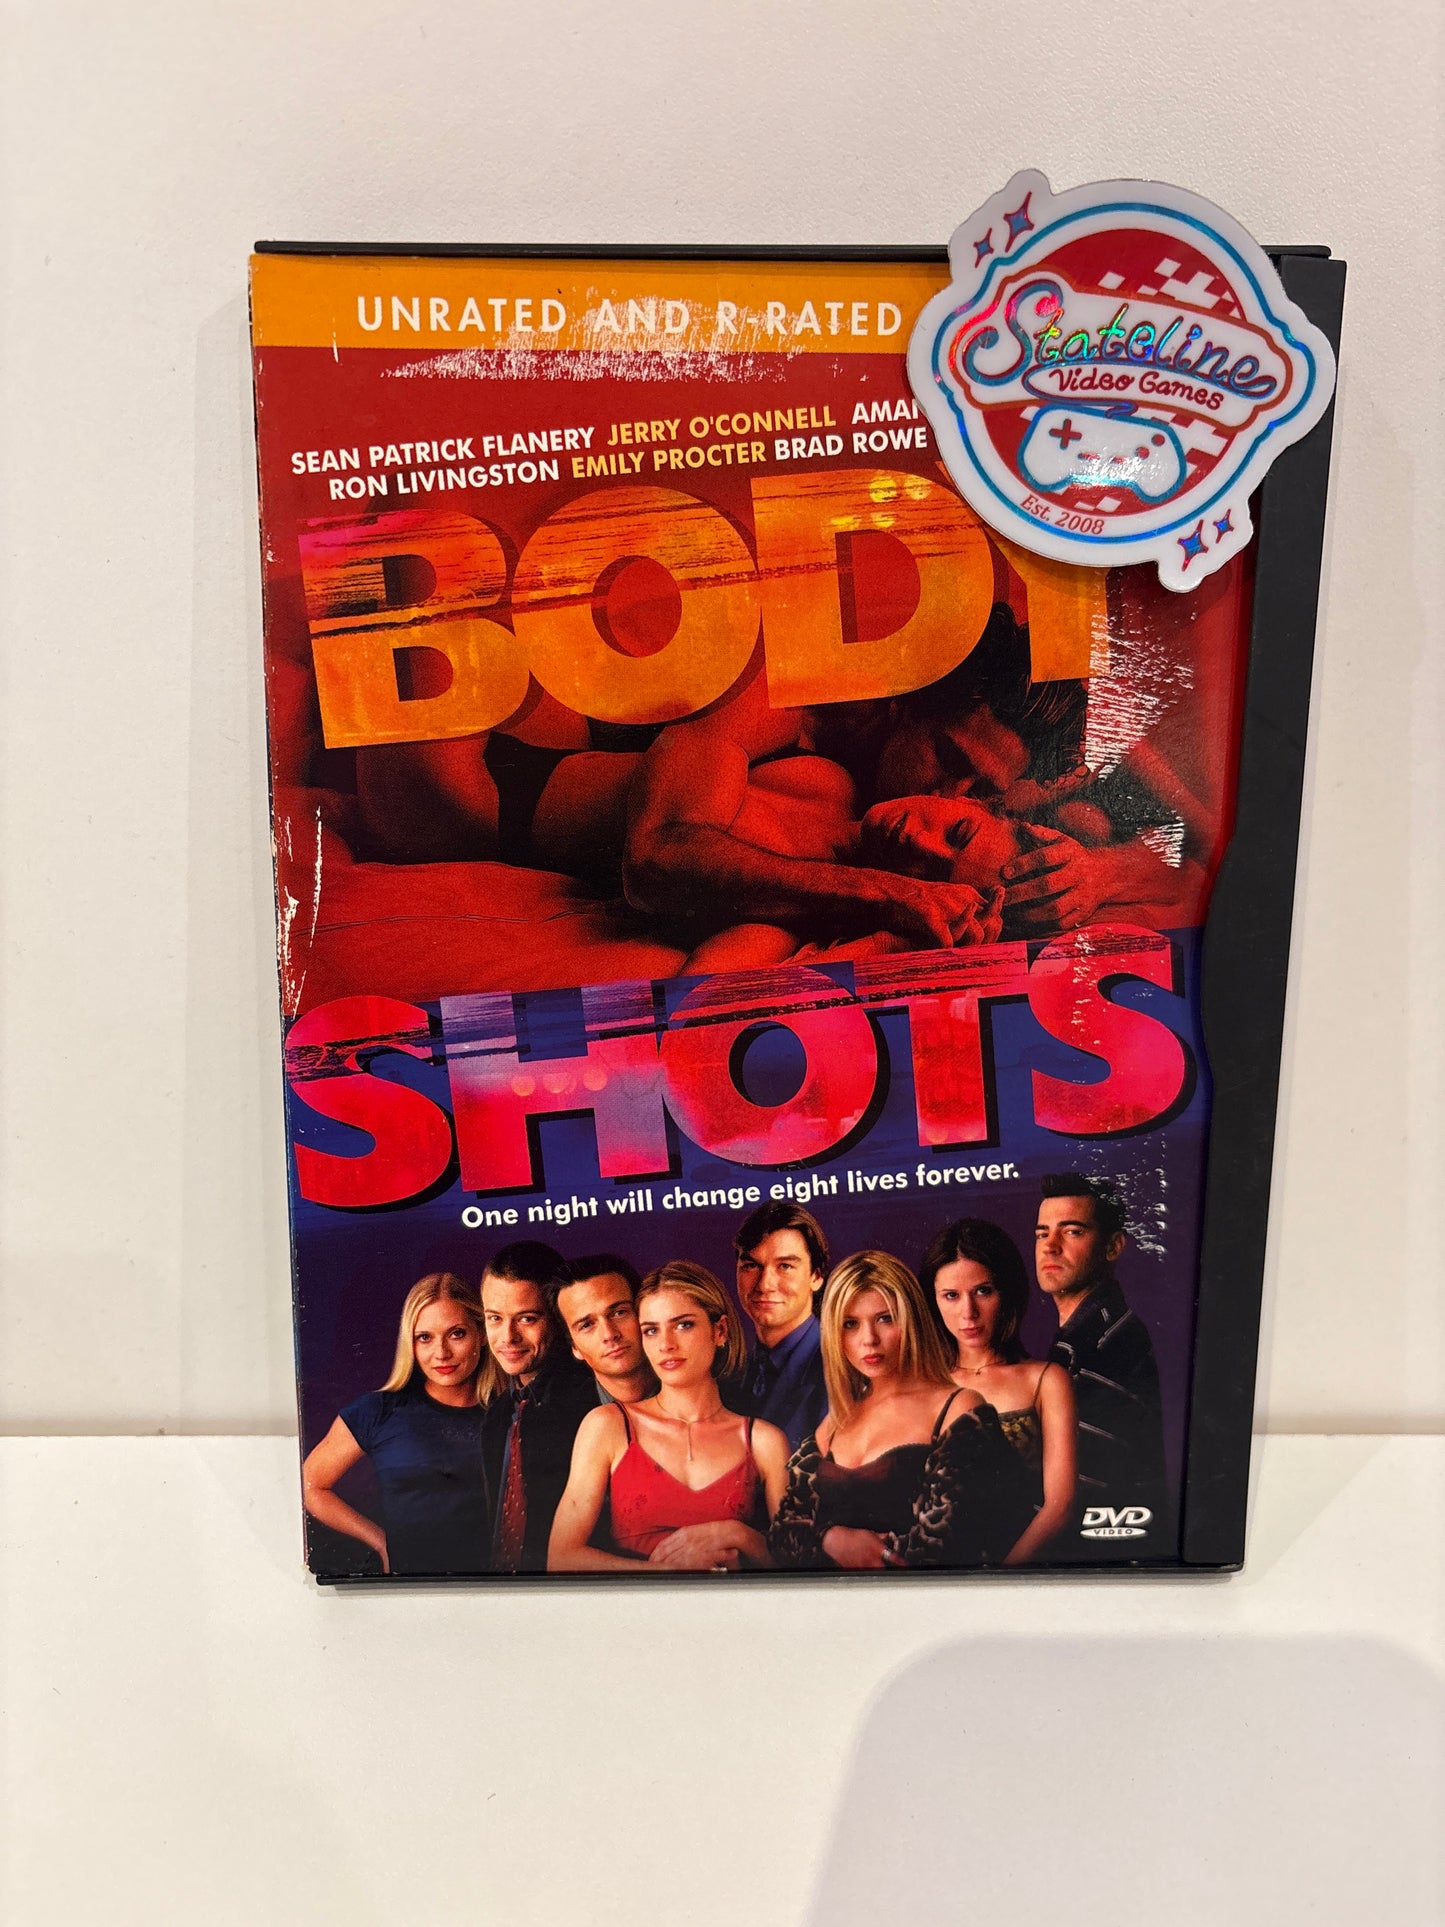 UNRATED AND R-RATED
SEAN PATRICK FLANERY JERRY O'CONNELL
RON LIVINGSTON EMILY PROCTER BRAD ROWE
BODY
SHOTS
One night will change eight lives forever.
DVD
VIDEO
Stateline
Video Games
Est. 2008